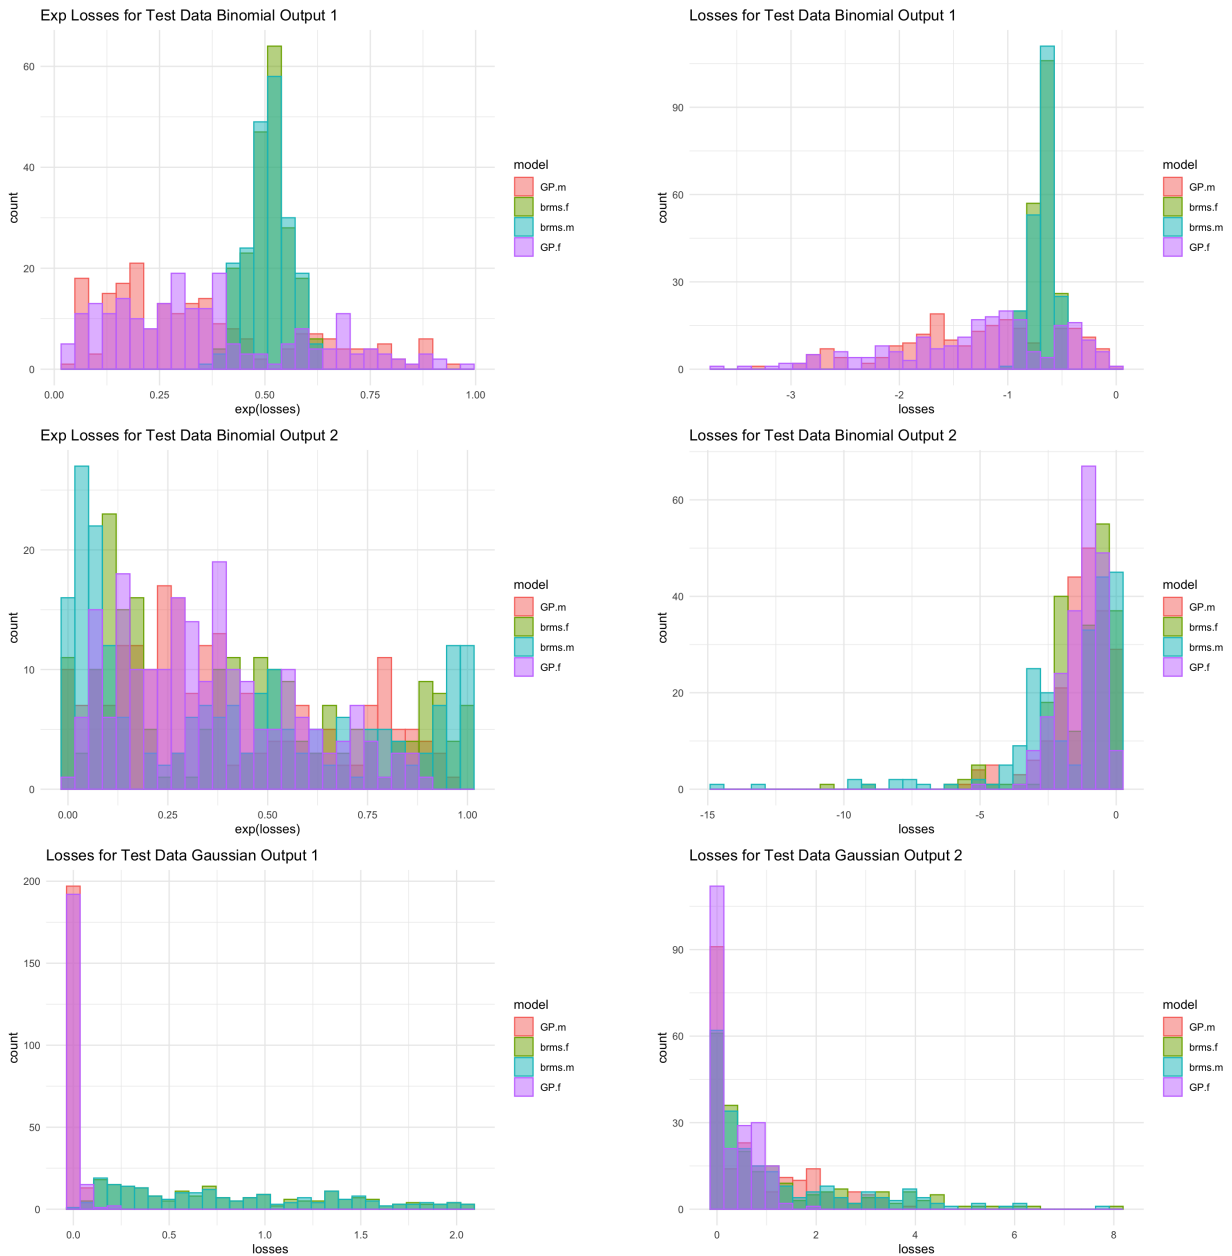 Exp Losses for Test Data Binomial Output 1
60
40
20
0
count
0.00 0.25 0.50 0.75 1.00
exp(losses)
model
GP.m
brms.f
brms.m
GP.f
Losses for Test Data Binomial Output 1
90
60
30
0
count
-3 -2 -1 0
losses
model
GP.m
brms.f
brms.m
GP.f
Exp Losses for Test Data Binomial Output 2
20
10
0
count
0.00 0.25 0.50 0.75 1.00
exp(losses)
model
GP.m
brms.f
brms.m
GP.f
Losses for Test Data Binomial Output 2
60
40
20
0
count
-15 -10 -5 0
losses
model
GP.m
brms.f
brms.m
GP.f
Losses for Test Data Gaussian Output 1
200
150
100
50
0
count
0.0 0.5 1.0 1.5 2.0
losses
model
GP.m
brms.f
brms.m
GP.f
Losses for Test Data Gaussian Output 2
90
60
30
0
count
0 2 4 6 8
losses
model
GP.m
brms.f
brms.m
GP.f